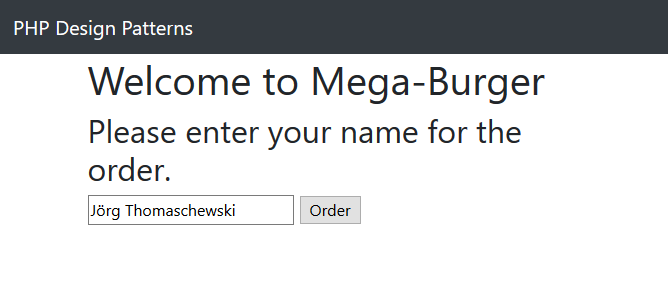 PHP Design Patterns
Welcome to Mega-Burger
Please enter your name for the
order.
Jörg Thomaschewski Order